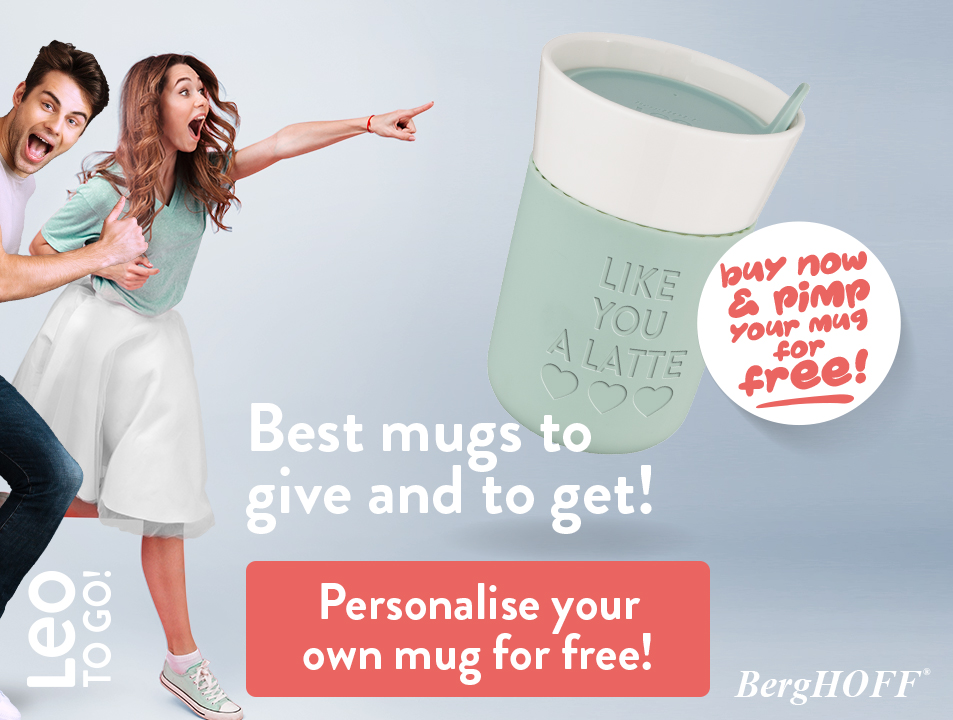 LIKE
YOU
A LATTE
buy now
& pimp
your mug
for
free!
Best mugs to
give and to get!
Personalise your
own mug for free!
Leo
TO GO!
BergHOFF®